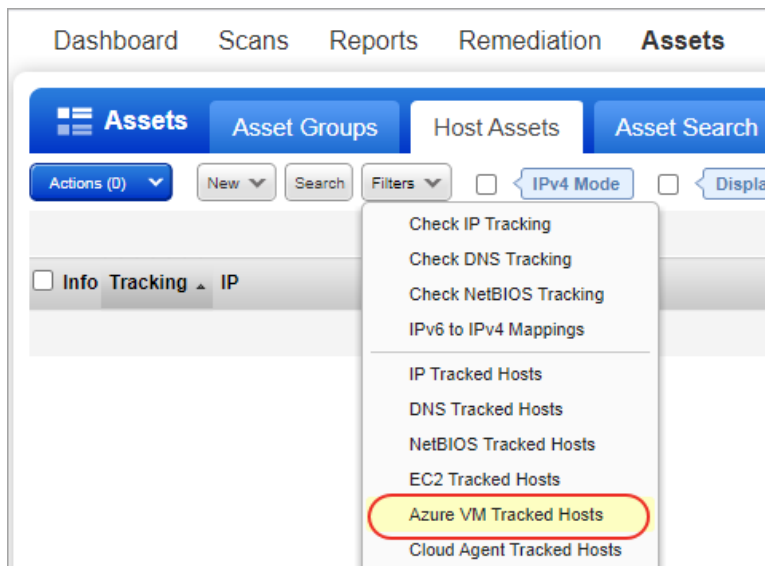 Dashboard Scans Reports Remediation Assets
Assets Asset Groups Host Assets Asset Search
Actions (0) New Search Filters IPv4 Mode Displa
Check IP Tracking
Check DNS Tracking
Info Tracking IP
Check NetBIOS Tracking
IPv6 to IPv4 Mappings
IP Tracked Hosts
DNS Tracked Hosts
NetBIOS Tracked Hosts
EC2 Tracked Hosts
Azure VM Tracked Hosts
Cloud Agent Tracked Hosts